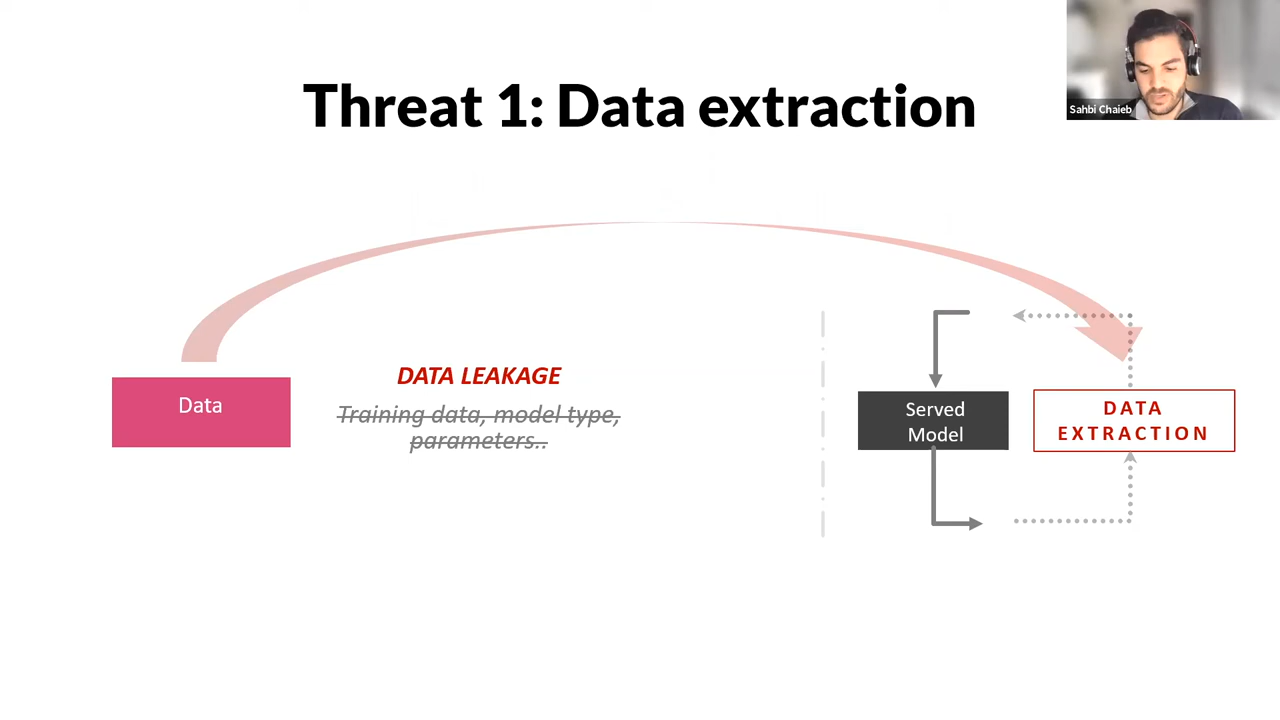 Threat 1: Data extraction
Sahbi Chaieb
Data
DATA LEAKAGE
Training data, model type,
parameters..
Served
Model
DATA
EXTRACTION